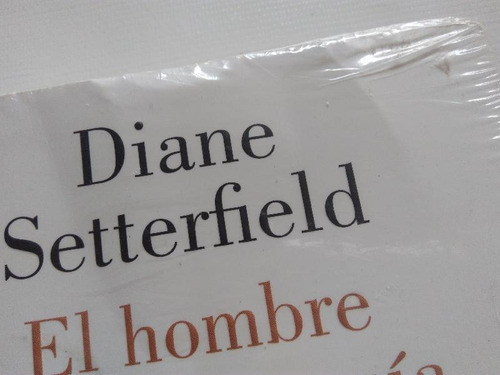 Diane
Setterfield
El hombre